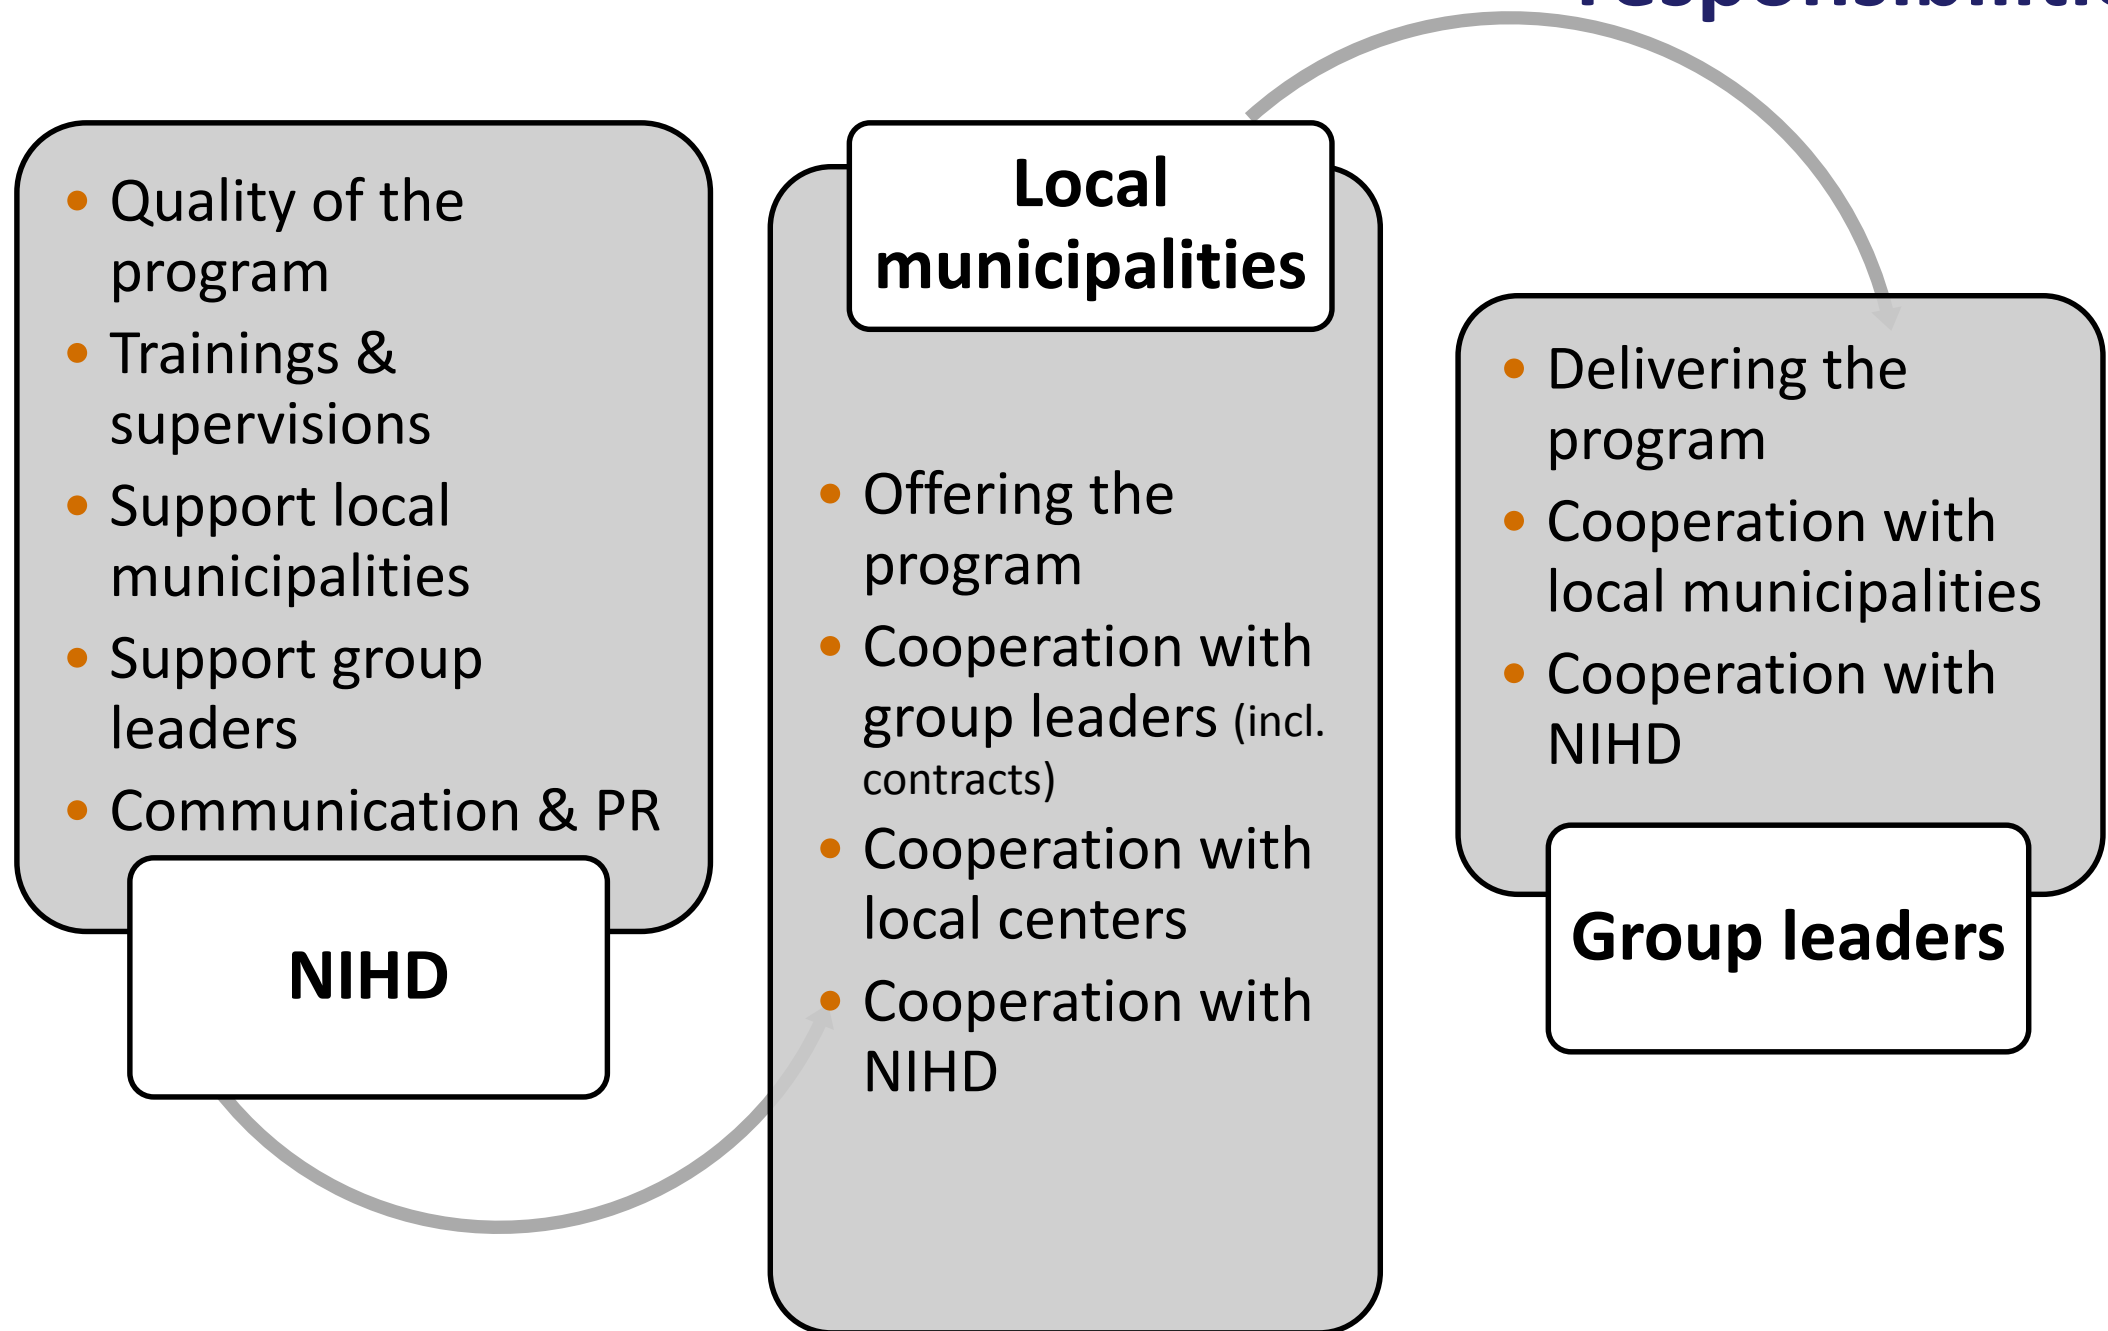 • Quality of the
program
• Trainings &
supervisions
• Support local
municipalities
• Support group
leaders
• Communication & PR
NIHD
Local
municipalities
• Offering the
program
• Cooperation with
group leaders (incl.
contracts)
• Cooperation with
local centers
• Cooperation with
NIHD
• Delivering the
program
• Cooperation with
local municipalities
• Cooperation with
NIHD
Group leaders